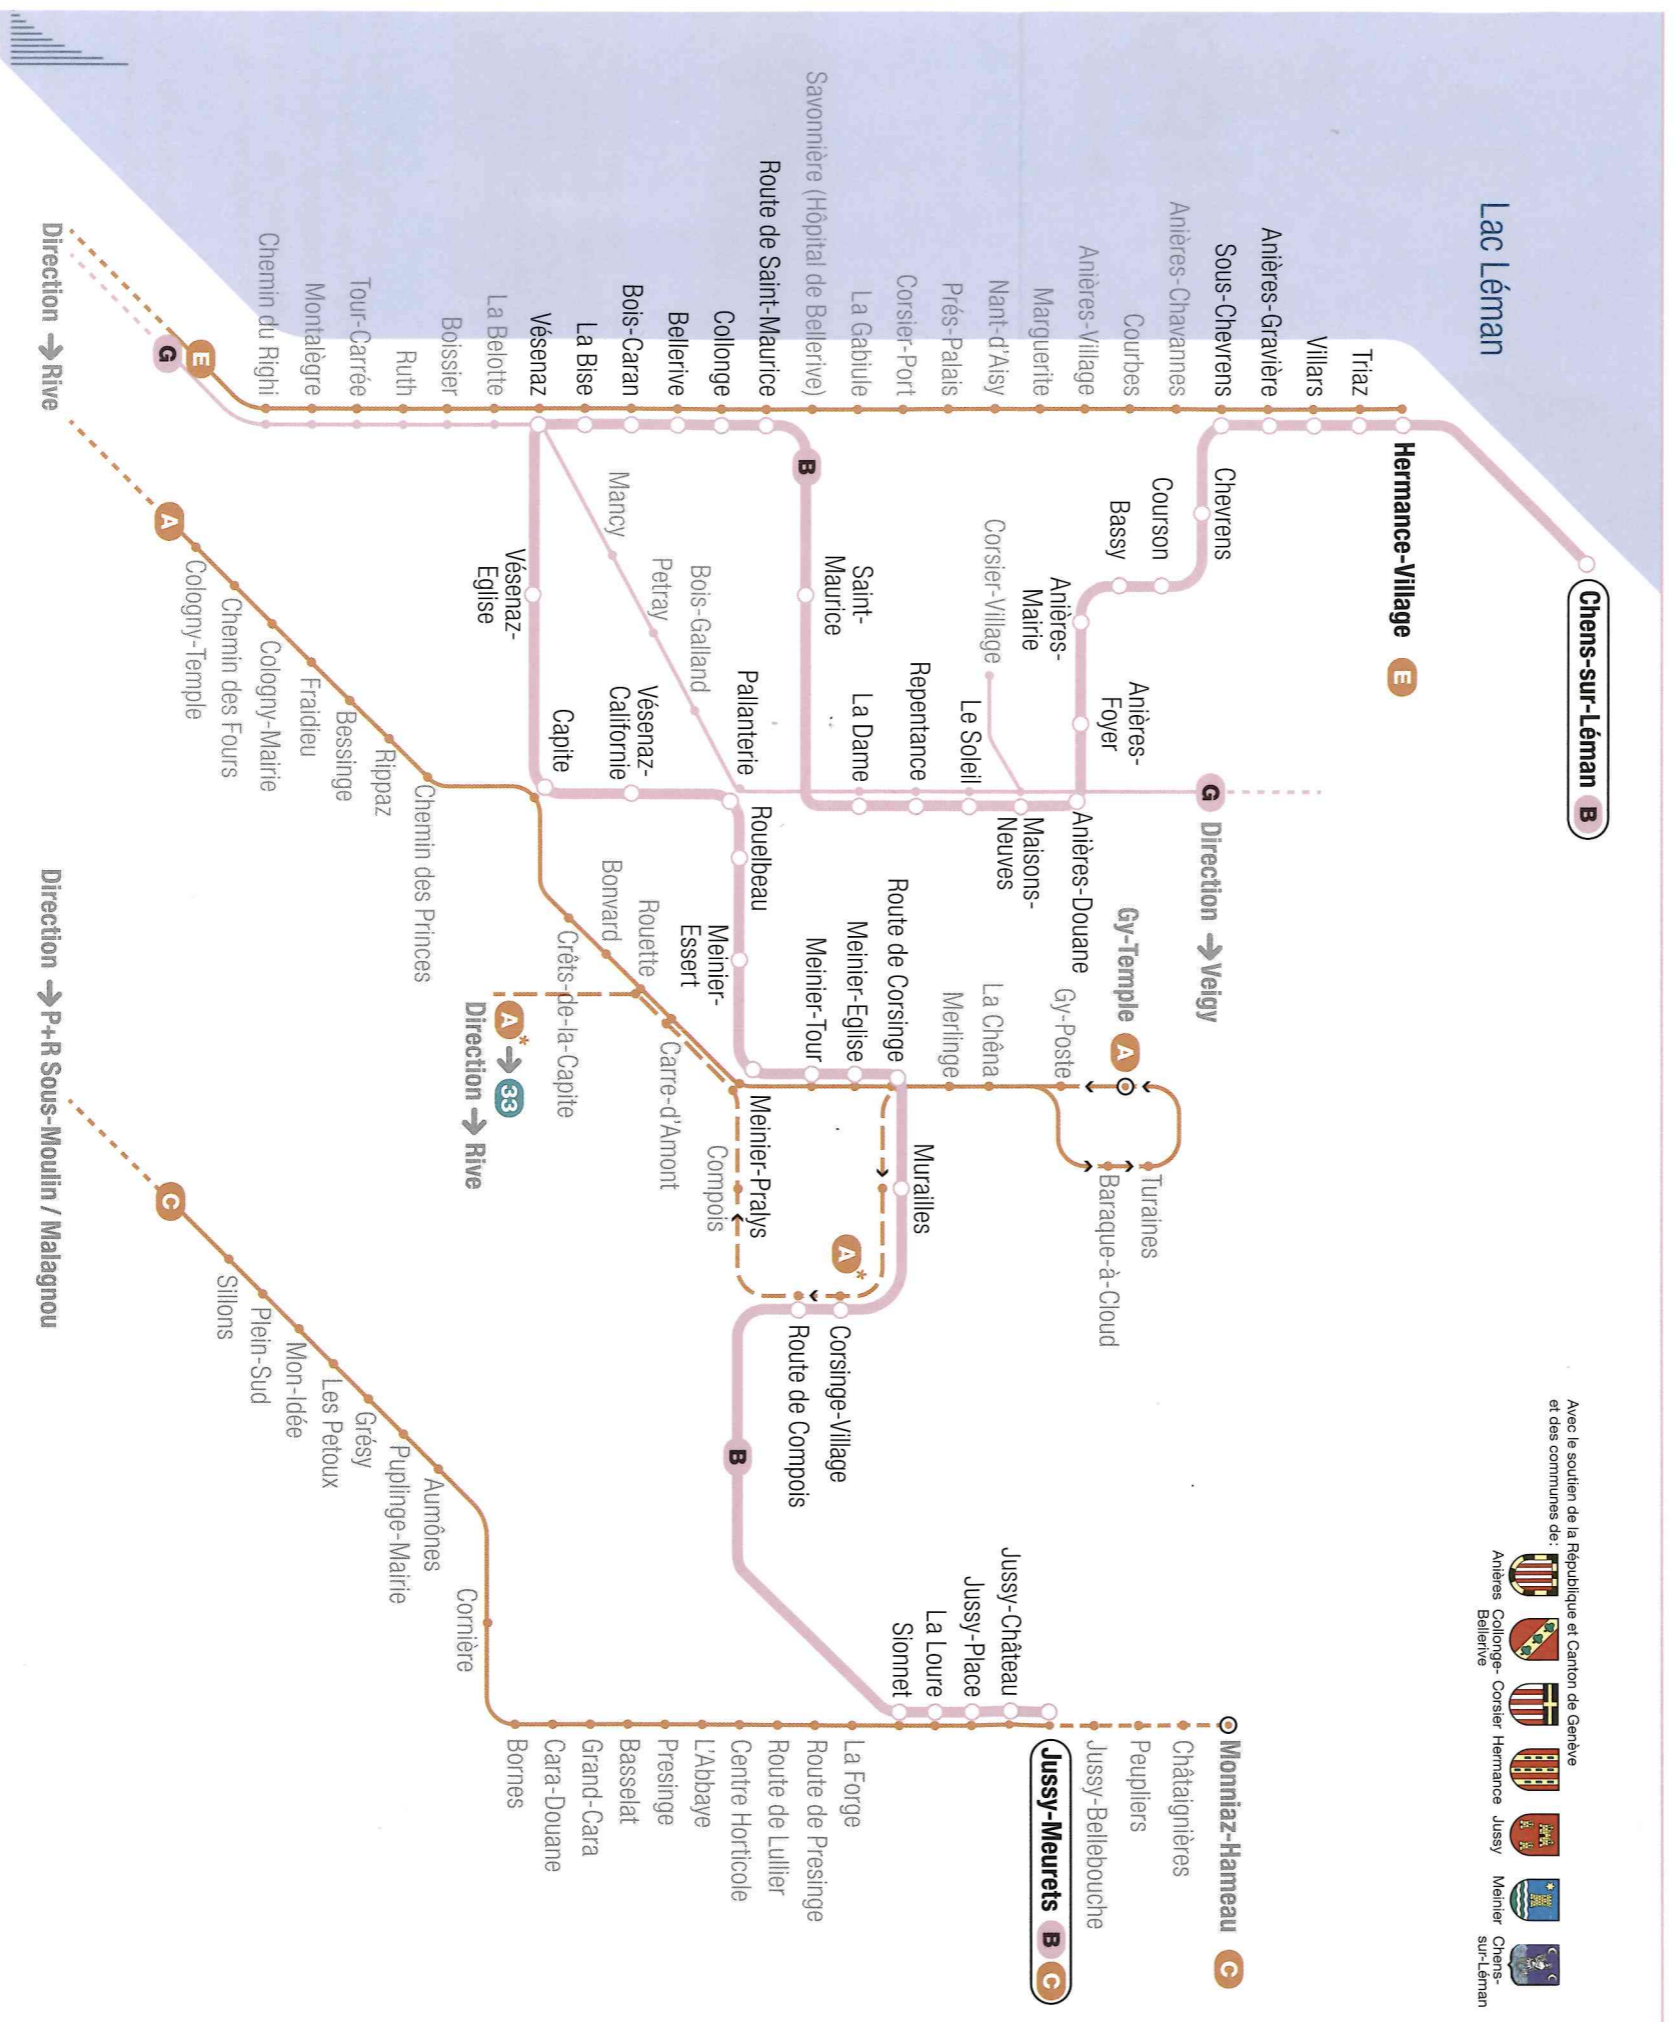 Lac Léman
Chens-sur-Léman B
Hermance-Village E
Triaz
Villars
Anières-Gravière
Sous-Chevrens
Anières-Chavannes
Courbes
Anières-Village
Marguerite
Nant-d'Aisy
Prés-Palais
Corsier-Port
La Gabiule
Savonnière (Hôpital de Bellerive)
Route de Saint-Maurice
Collonge
Bellerive
Bois-Caran
La Bise
Vésenaz
La Belotte
Boissier
Ruth
Tour-Carrée
Montalègre
Chemin du Righi
E
G
Direction → Rive
Chevrens
Courson
Bassy
Anières-
Mairie
Anières-
Foyer
Corsier-Village
B
Saint-
Maurice
La Dame
Repentance
Le Soleil
Maisons-
Neuves
Anières-Douane
G Direction → Veigy
Mancy
Petray
Bois-Galland
Palanterie
Vésenaz-
Eglise
Capite
Vésenaz-
Californie
Rouelbeau
Meinier-
Essert
Meinier-Tour
Meinier-Eglise
Route de Corsinge
Merlinge
La Chêna
Gy-Poste
Gy-Temple A
Turaines
Baraque-à-Cloud
A
Cologny-Temple
Chemin des Fours
Cologny-Mairie
Fraidieu
Bessinge
Rippaz
Chemin des Princes
Crêts-de-la-Capite
Bonvard
Rouette
Carre-d'Amont
A* → 33
Direction → Rive
Meinier-Pralys
Compois
Murailles
A*
Corsinge-Village
Route de Compois
B
Jussy-Château
Jussy-Place
La Loure
Sionnet
Direction → P+R Sous-Moulin / Malagnou
C
Sillons
Plein-Sud
Mon-Idée
Les Petoux
Grésy
Puplinge-Mairie
Aumônes
Cornière
Bornes
Cara-Douane
Grand-Cara
Basselat
Presinge
L'Abbaye
Centre Horticole
Route de Lullier
Route de Presinge
La Forge
Jussy-Meurets B C
Jussy-Bellebouche
Peupliers
Châtaignières
Monniaz-Hameau C
Avec le soutien de la République et Canton de Genève
et des communes de:
Anières
Collonge-
Bellerive
Corsier
Hermance
Jussy
Meinier
Chens-
sur-Léman